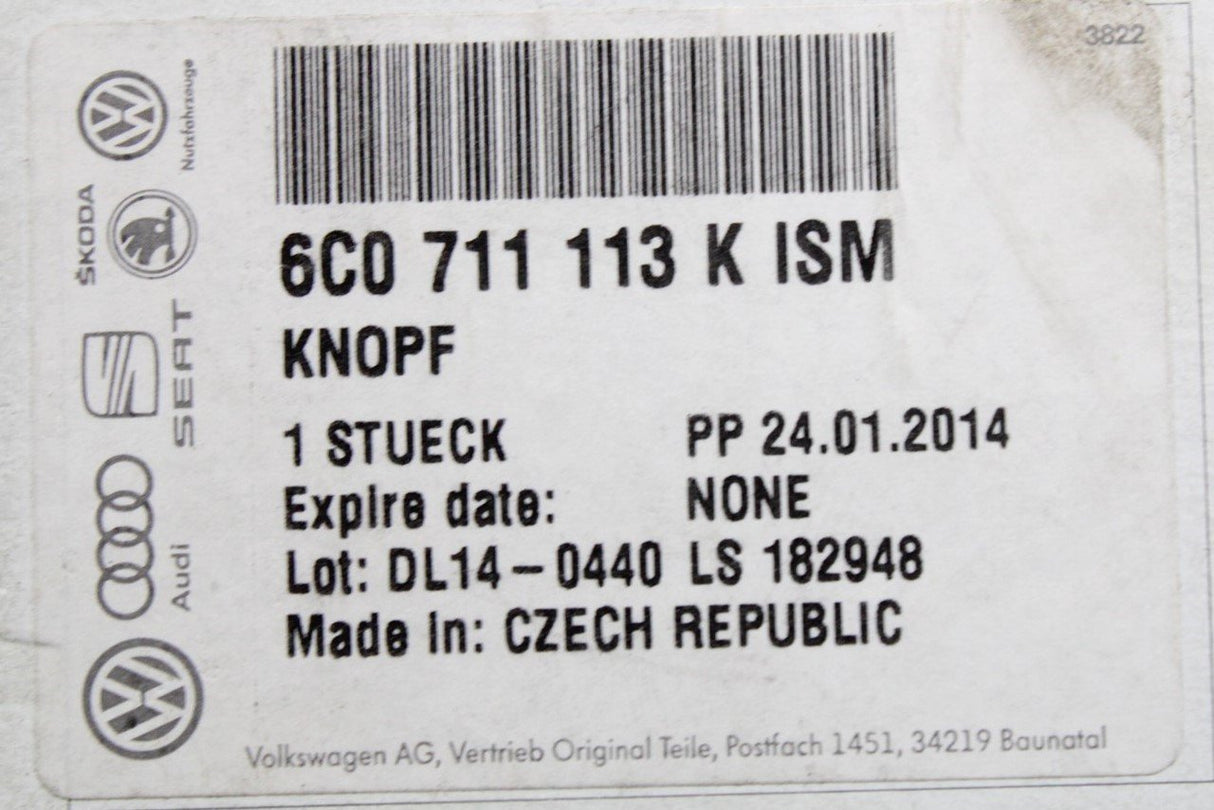 3822
Nutzfahrzeuge
ŠKODA
SEAT
Audi
6C0 711 113 K ISM
KNOPF
1 STUECK PP 24.01.2014
Expire date: NONE
Lot: DL14-0440 LS 182948
Made in: CZECH REPUBLIC
Volkswagen AG, Vertrieb Original Teile, Postfach 1451, 34219 Baunatal